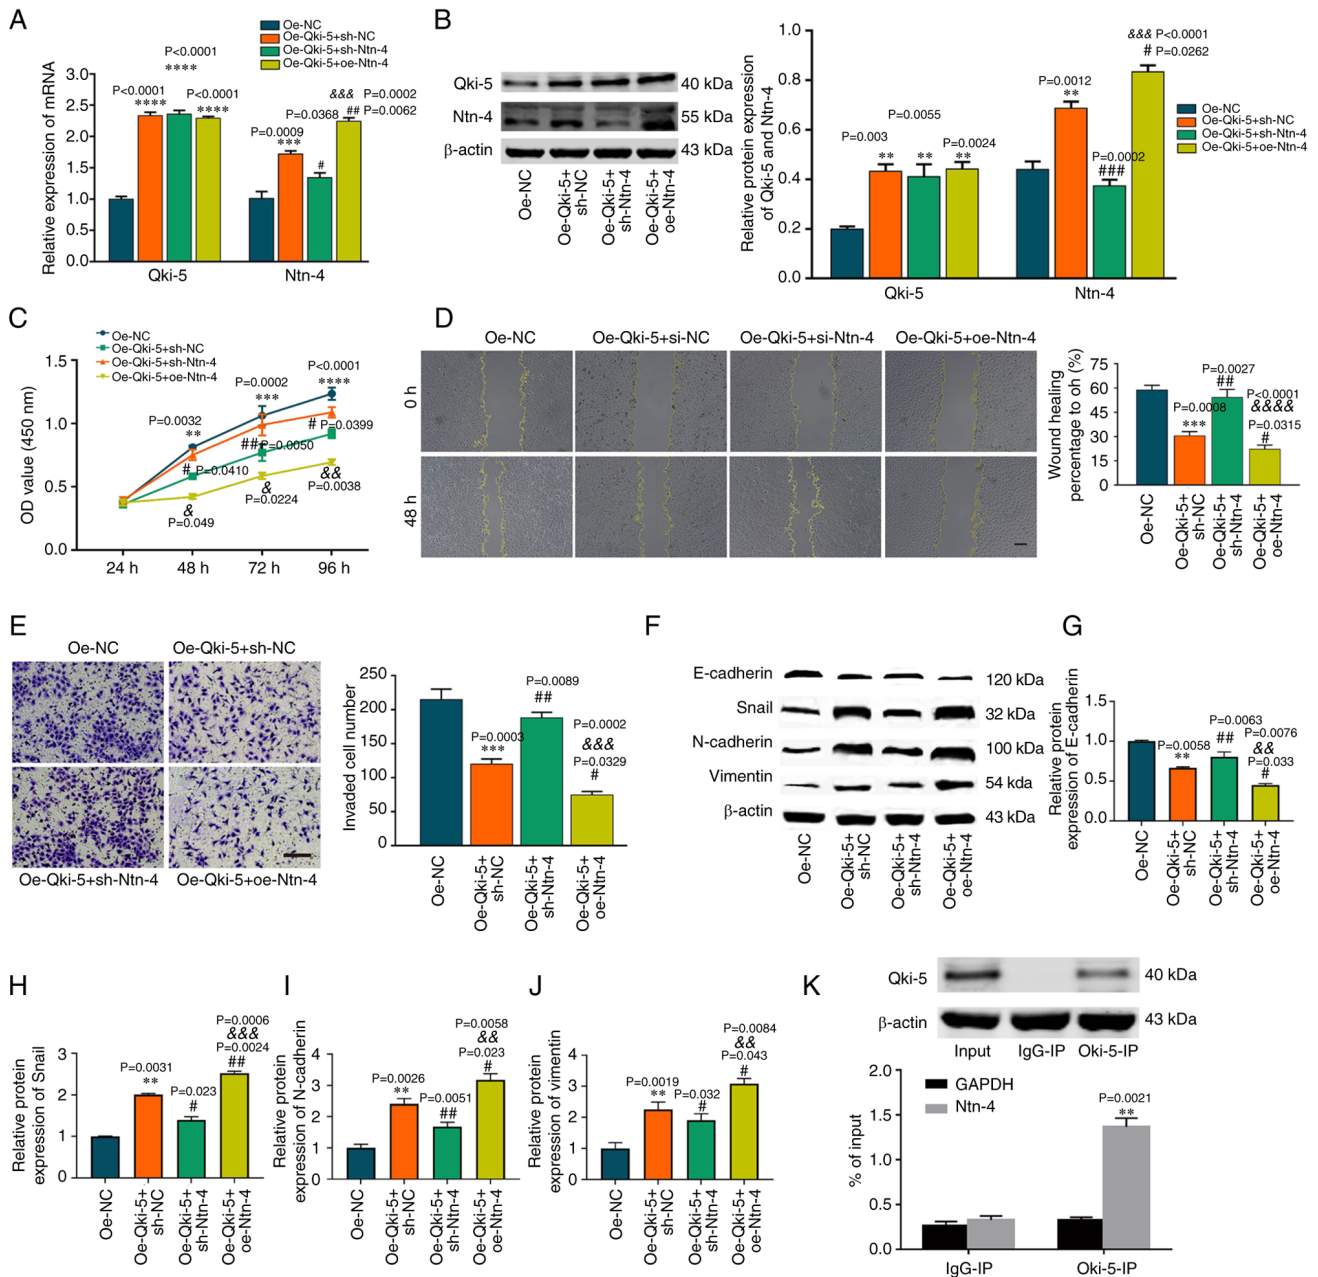 A
Oe-NC
Oe-Qki-5+sh-NC
Oe-Qki-5+sh-Ntn-4
Oe-Qki-5+oe-Ntn-4
Relative expression of mRNA
3.0
2.5
2.0
1.5
1.0
0.5
0.0
P<0.0001
****
P<0.0001
****
P<0.0001
****
P=0.0009
***
P=0.0368
#
&&& P=0.0002
## P=0.0062
Qki-5
Ntn-4
B
Qki-5
40 kDa
Ntn-4
55 kDa
β-actin
43 kDa
Oe-NC
Oe-Qki-5+
sh-NC
Oe-Qki-5+
sh-Ntn-4
Oe-Qki-5+
oe-Ntn-4
Relative protein expression
of Qki-5 and Ntn-4
1.0
0.8
0.6
0.4
0.2
0.0
P=0.003
**
P=0.0055
**
P=0.0024
**
P=0.0012
**
P=0.0002
###
&&& P<0.0001
# P=0.0262
Qki-5
Ntn-4
Oe-NC
Oe-Qki-5+sh-NC
Oe-Qki-5+sh-Ntn-4
Oe-Qki-5+oe-Ntn-4
C
Oe-NC
Oe-Qki-5+sh-NC
Oe-Qki-5+sh-Ntn-4
Oe-Qki-5+oe-Ntn-4
OD value (450 nm)
1.5
1.0
0.5
0.0
P=0.0032
**
# P=0.0410
&
P=0.049
P=0.0002
***
## P=0.0050
&
P=0.0224
P<0.0001
****
# P=0.0399
&&
P=0.0038
24 h
48 h
72 h
96 h
D
Oe-NC
Oe-Qki-5+si-NC
Oe-Qki-5+si-Ntn-4
Oe-Qki-5+oe-Ntn-4
0 h
48 h
Wound healing
percentage to oh (%)
75
60
45
30
15
0
P=0.0008
***
P=0.0027
##
P<0.0001
&&&&
P=0.0315
#
Oe-NC
Oe-Qki-5+
sh-NC
Oe-Qki-5+
sh-Ntn-4
Oe-Qki-5+
oe-Ntn-4
E
Oe-NC
Oe-Qki-5+sh-NC
Oe-Qki-5+sh-Ntn-4
Oe-Qki-5+oe-Ntn-4
Invaded cell number
250
200
150
100
50
0
P=0.0003
***
P=0.0089
##
P=0.0002
&&&
P=0.0329
#
Oe-NC
Oe-Qki-5+
sh-NC
Oe-Qki-5+
sh-Ntn-4
Oe-Qki-5+
oe-Ntn-4
F
E-cadherin
120 kDa
Snail
32 kDa
N-cadherin
100 kDa
Vimentin
54 kda
β-actin
43 kDa
Oe-NC
Oe-Qki-5+
sh-NC
Oe-Qki-5+
sh-Ntn-4
Oe-Qki-5+
oe-Ntn-4
G
Relative protein
expression of E-cadherin
1.5
1.0
0.5
0.0
P=0.0058
**
P=0.0063
##
P=0.0076
&&
P=0.033
#
Oe-NC
Oe-Qki-5+
sh-NC
Oe-Qki-5+
sh-Ntn-4
Oe-Qki-5+
oe-Ntn-4
H
Relative protein
expression of Snail
3
2
1
0
P=0.0031
**
P=0.023
#
P=0.0006
&&&
P=0.0024
##
Oe-NC
Oe-Qki-5+
sh-NC
Oe-Qki-5+
sh-Ntn-4
Oe-Qki-5+
oe-Ntn-4
I
Relative protein
expression of N-cadherin
4
3
2
1
0
P=0.0026
**
P=0.0051
##
P=0.0058
&&
P=0.023
#
Oe-NC
Oe-Qki-5+
sh-NC
Oe-Qki-5+
sh-Ntn-4
Oe-Qki-5+
oe-Ntn-4
J
Relative protein
expression of vimentin
4
3
2
1
0
P=0.0019
**
P=0.032
#
P=0.0084
&&
P=0.043
#
Oe-NC
Oe-Qki-5+
sh-NC
Oe-Qki-5+
sh-Ntn-4
Oe-Qki-5+
oe-Ntn-4
K
Qki-5
40 kDa
β-actin
43 kDa
Input
IgG-IP
Oki-5-IP
% of input
2.0
1.5
1.0
0.5
0.0
GAPDH
Ntn-4
P=0.0021
**
IgG-IP
Oki-5-IP